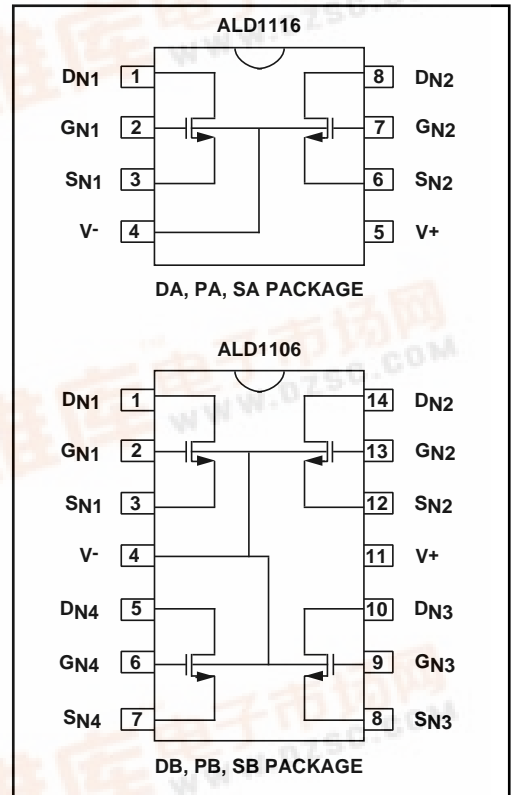 ALD1116
DN1 1 8 DN2
GN1 2 7 GN2
SN1 3 6 SN2
V- 4 5 V+
DA, PA, SA PACKAGE
ALD1106
DN1 1 14 DN2
GN1 2 13 GN2
SN1 3 12 SN2
V- 4 11 V+
DN4 5 10 DN3
GN4 6 9 GN3
SN4 7 8 SN3
DB, PB, SB PACKAGE